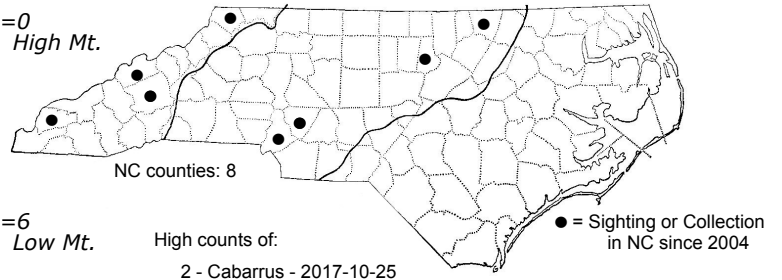 =0
High Mt.
NC counties: 8
=6
Low Mt.
High counts of:
2 - Cabarrus - 2017-10-25
= Sighting or Collection
in NC since 2004